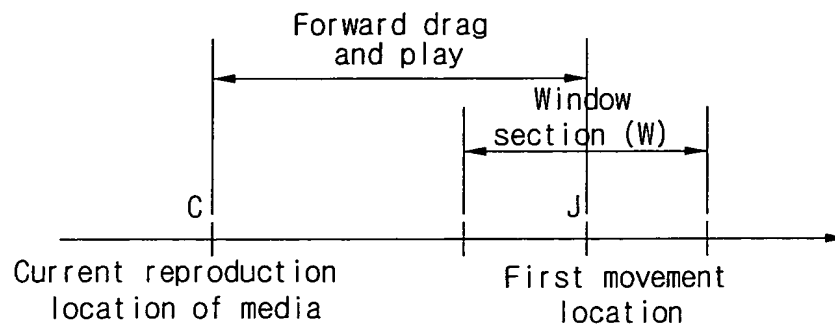 Forward drag
and play
Window
section (W)
C
J
Current reproduction
location of media
First movement
location